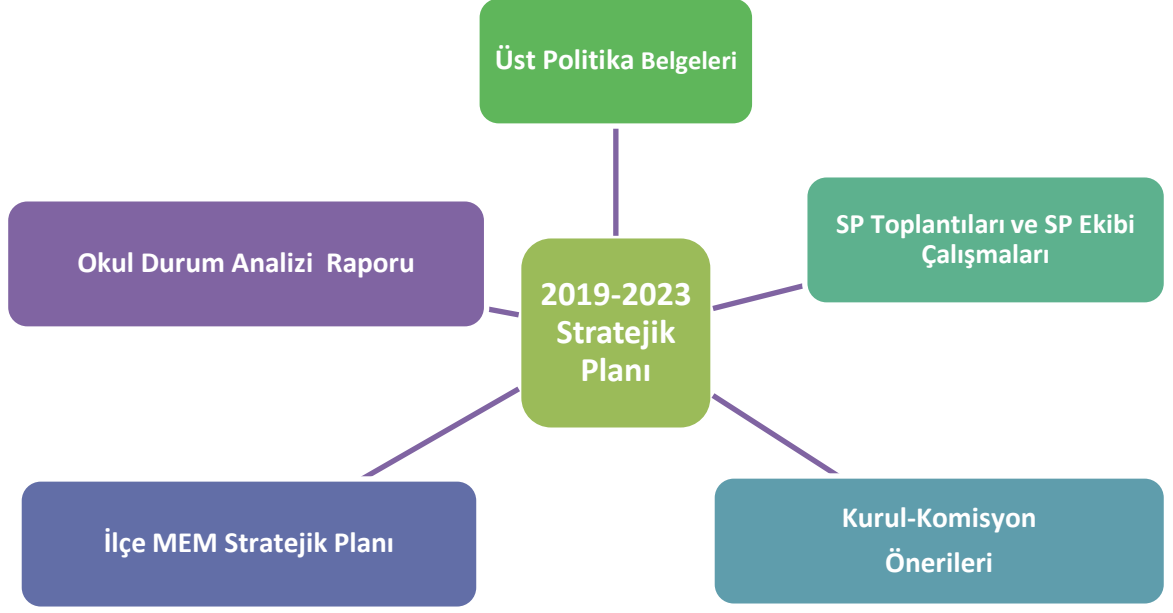 Üst Politika Belgeleri
SP Toplantıları ve SP Ekibi
Çalışmaları
Okul Durum Analizi Raporu
2019-2023
Stratejik
Planı
İlçe MEM Stratejik Planı
Kurul-Komisyon
Önerileri